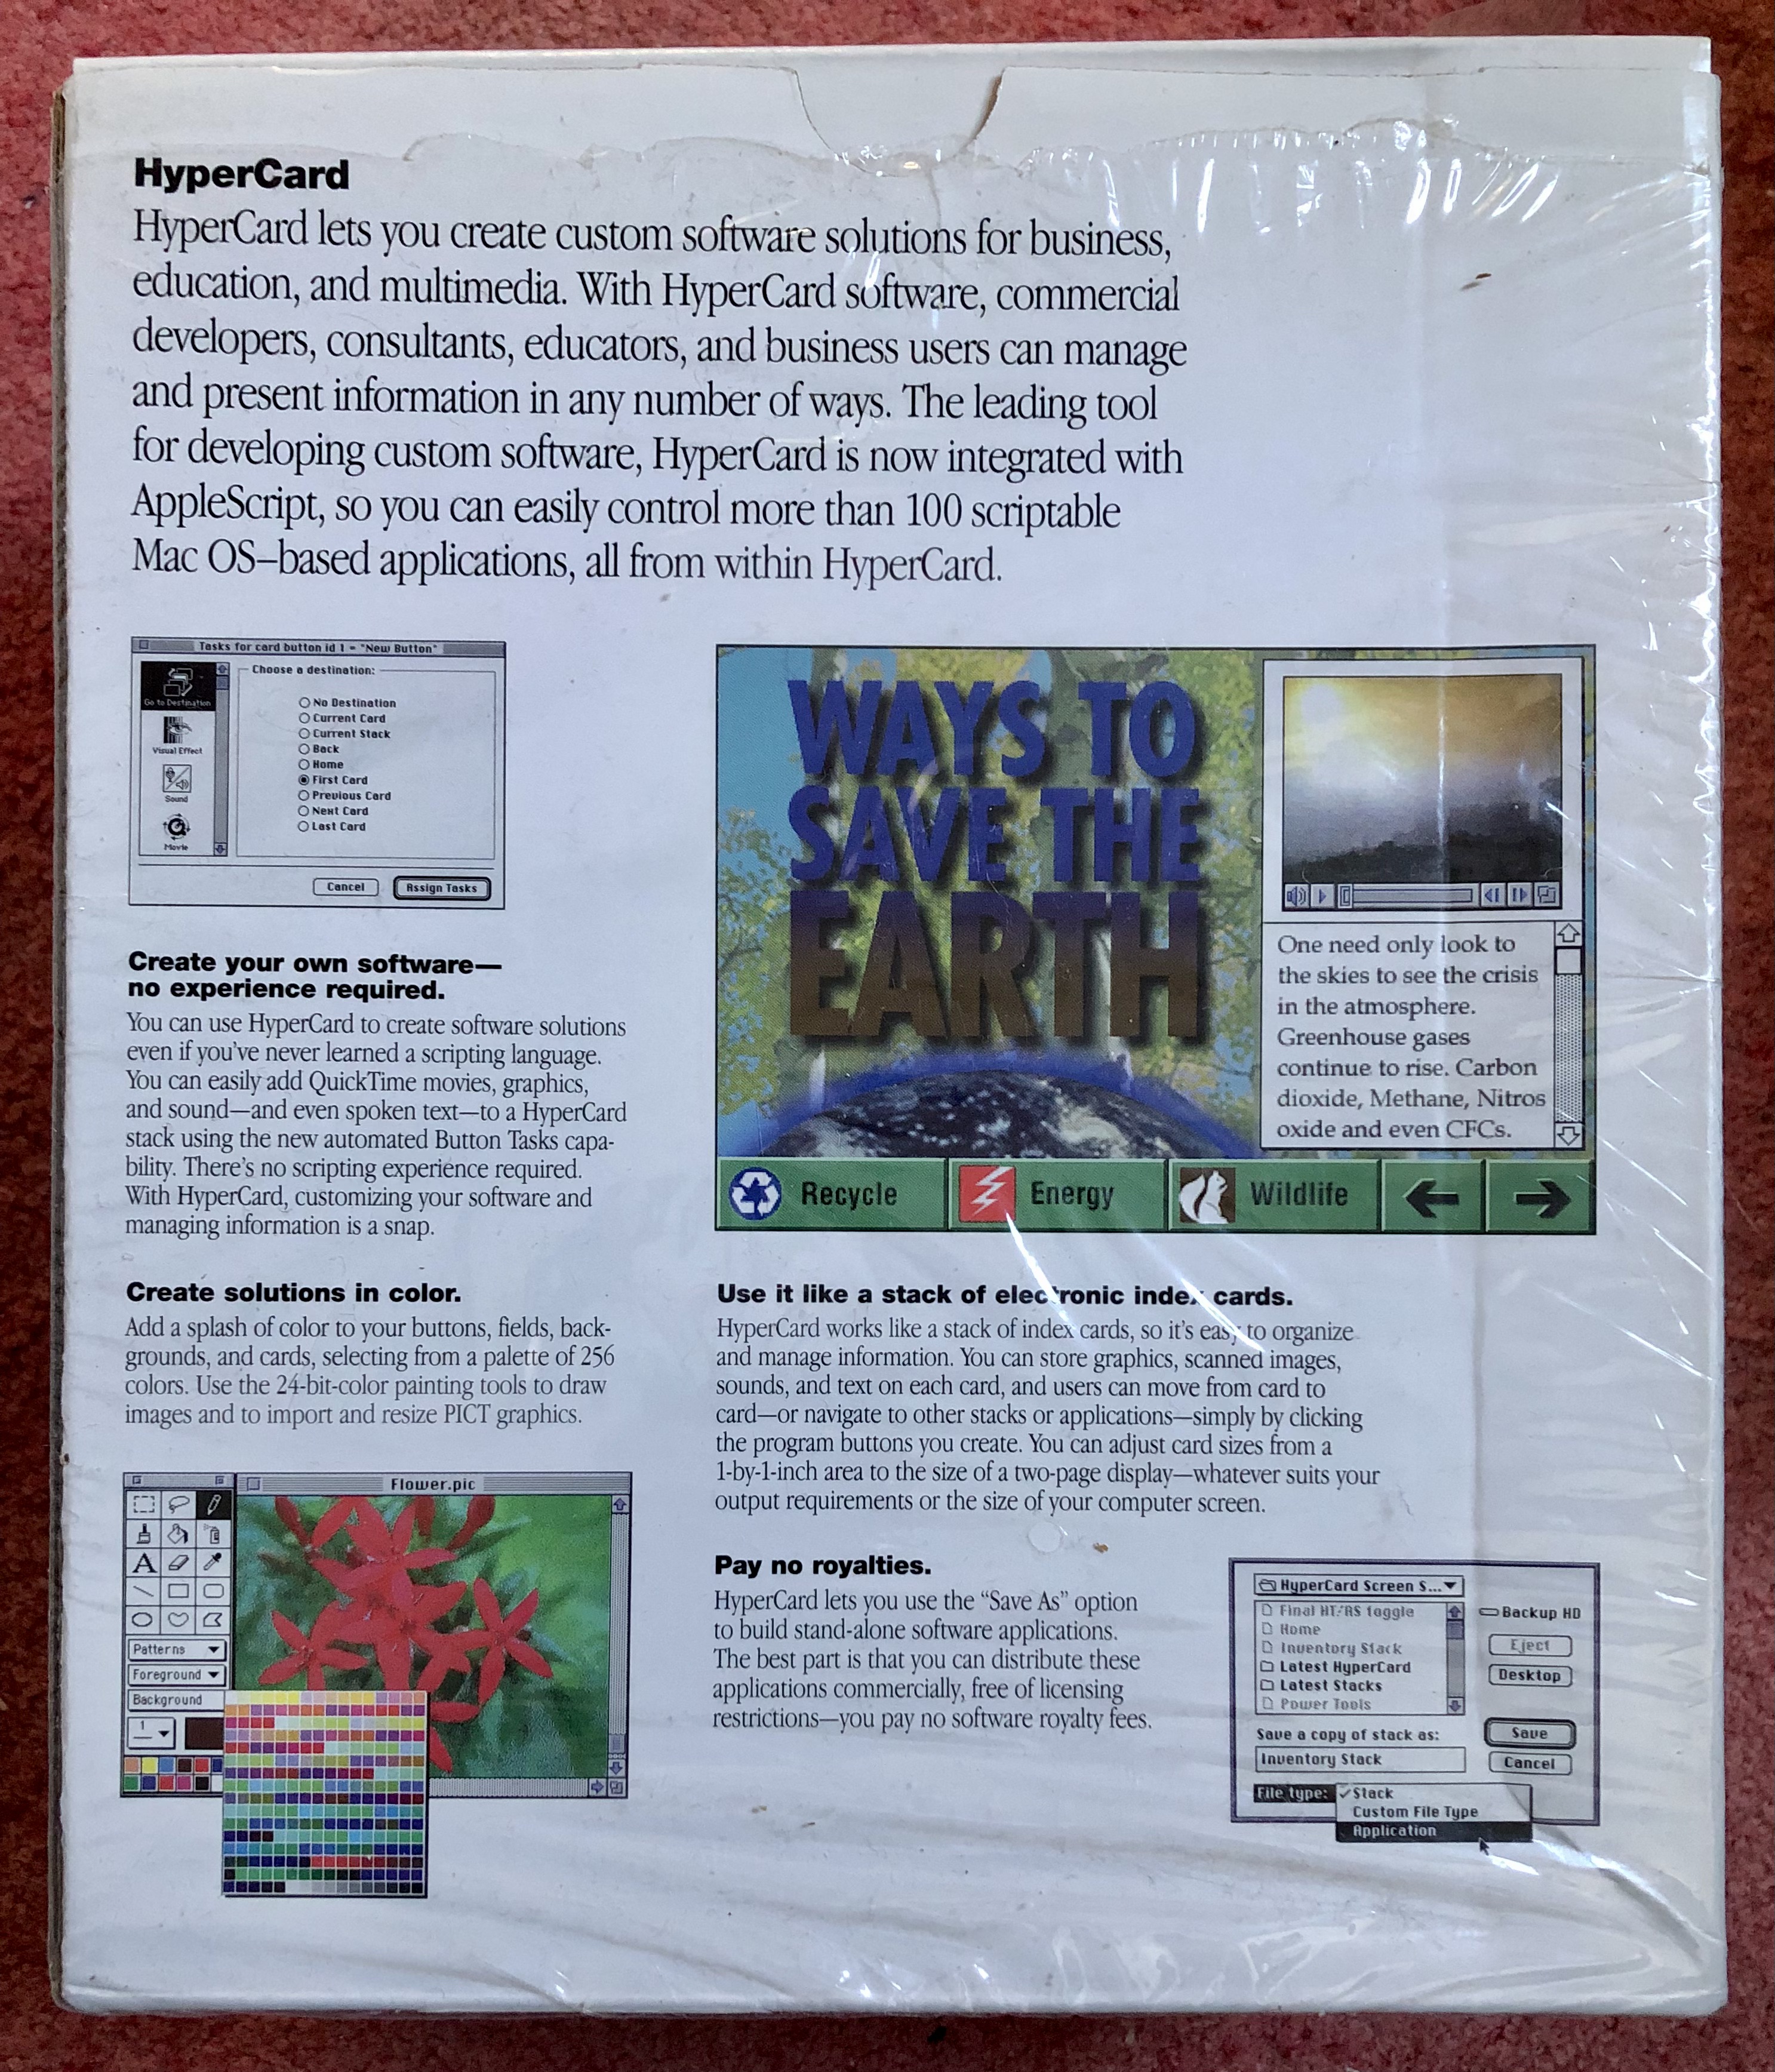 HyperCard
HyperCard lets you create custom software solutions for business,
education, and multimedia. With HyperCard software, commercial
developers, consultants, educators, and business users can manage
and present information in any number of ways. The leading tool
for developing custom software, HyperCard is now integrated with
AppleScript, so you can easily control more than 100 scriptable
Mac OS–based applications, all from within HyperCard.
Tasks for card button id 1 = "New Button"
Go to Destination
Visual Effect
Sound
Movie
Choose a destination:
No Destination
Current Card
Current Stack
Back
Home
First Card
Previous Card
Next Card
Last Card
Cancel
Assign Tasks
Create your own software—
no experience required.
You can use HyperCard to create software solutions
even if you've never learned a scripting language.
You can easily add QuickTime movies, graphics,
and sound—and even spoken text—to a HyperCard
stack using the new automated Button Tasks capa-
bility. There's no scripting experience required.
With HyperCard, customizing your software and
managing information is a snap.
Create solutions in color.
Add a splash of color to your buttons, fields, back-
grounds, and cards, selecting from a palette of 256
colors. Use the 24-bit-color painting tools to draw
images and to import and resize PICT graphics.
Flower.pic
A
Patterns
Foreground
Background
1
WAYS TO
SAVE THE
EARTH
One need only look to
the skies to see the crisis
in the atmosphere.
Greenhouse gases
continue to rise. Carbon
dioxide, Methane, Nitros
oxide and even CFCs.
Recycle
Energy
Wildlife
Use it like a stack of electronic index cards.
HyperCard works like a stack of index cards, so it's easy to organize
and manage information. You can store graphics, scanned images,
sounds, and text on each card, and users can move from card to
card—or navigate to other stacks or applications—simply by clicking
the program buttons you create. You can adjust card sizes from a
1-by-1-inch area to the size of a two-page display—whatever suits your
output requirements or the size of your computer screen.
Pay no royalties.
HyperCard lets you use the “Save As” option
to build stand-alone software applications.
The best part is that you can distribute these
applications commercially, free of licensing
restrictions—you pay no software royalty fees.
HyperCard Screen S...
Final HT/RS toggle
Home
Inventory Stack
Latest HyperCard
Latest Stacks
Power Tools
Backup HD
Eject
Desktop
Save a copy of stack as:
Inventory Stack
Save
Cancel
File type:
✓Stack
Custom File Type
Application